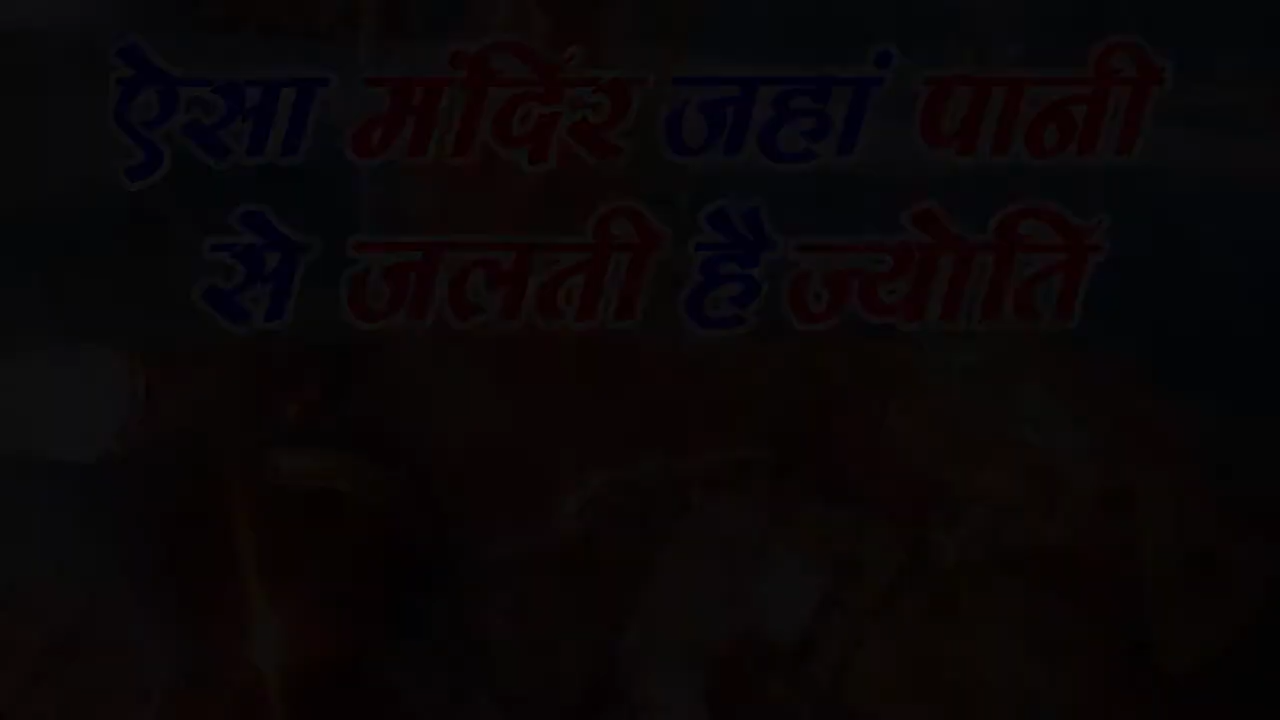 ऐसा मंदिर जहां पानी
से जलती है ज्योति